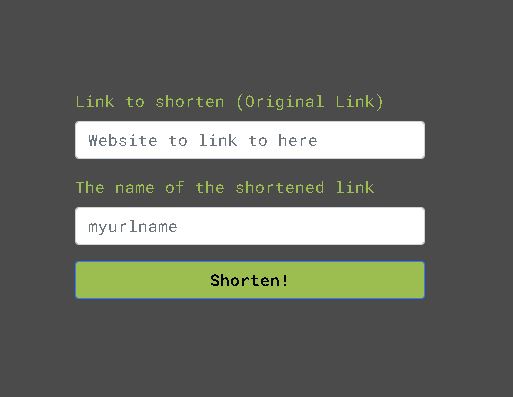 Link to shorten (Original Link)
Website to link to here
The name of the shortened link
myurlname
Shorten!